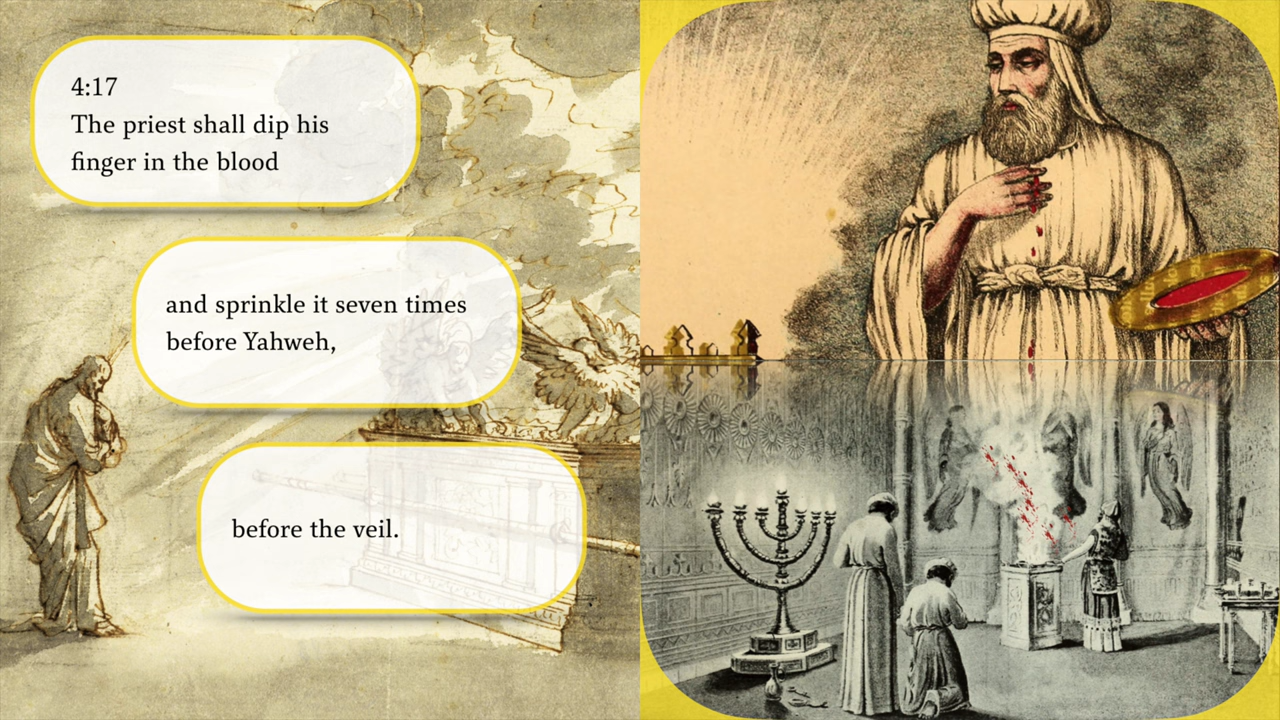 4:17
The priest shall dip his
finger in the blood
and sprinkle it seven times
before Yahweh,
before the veil.